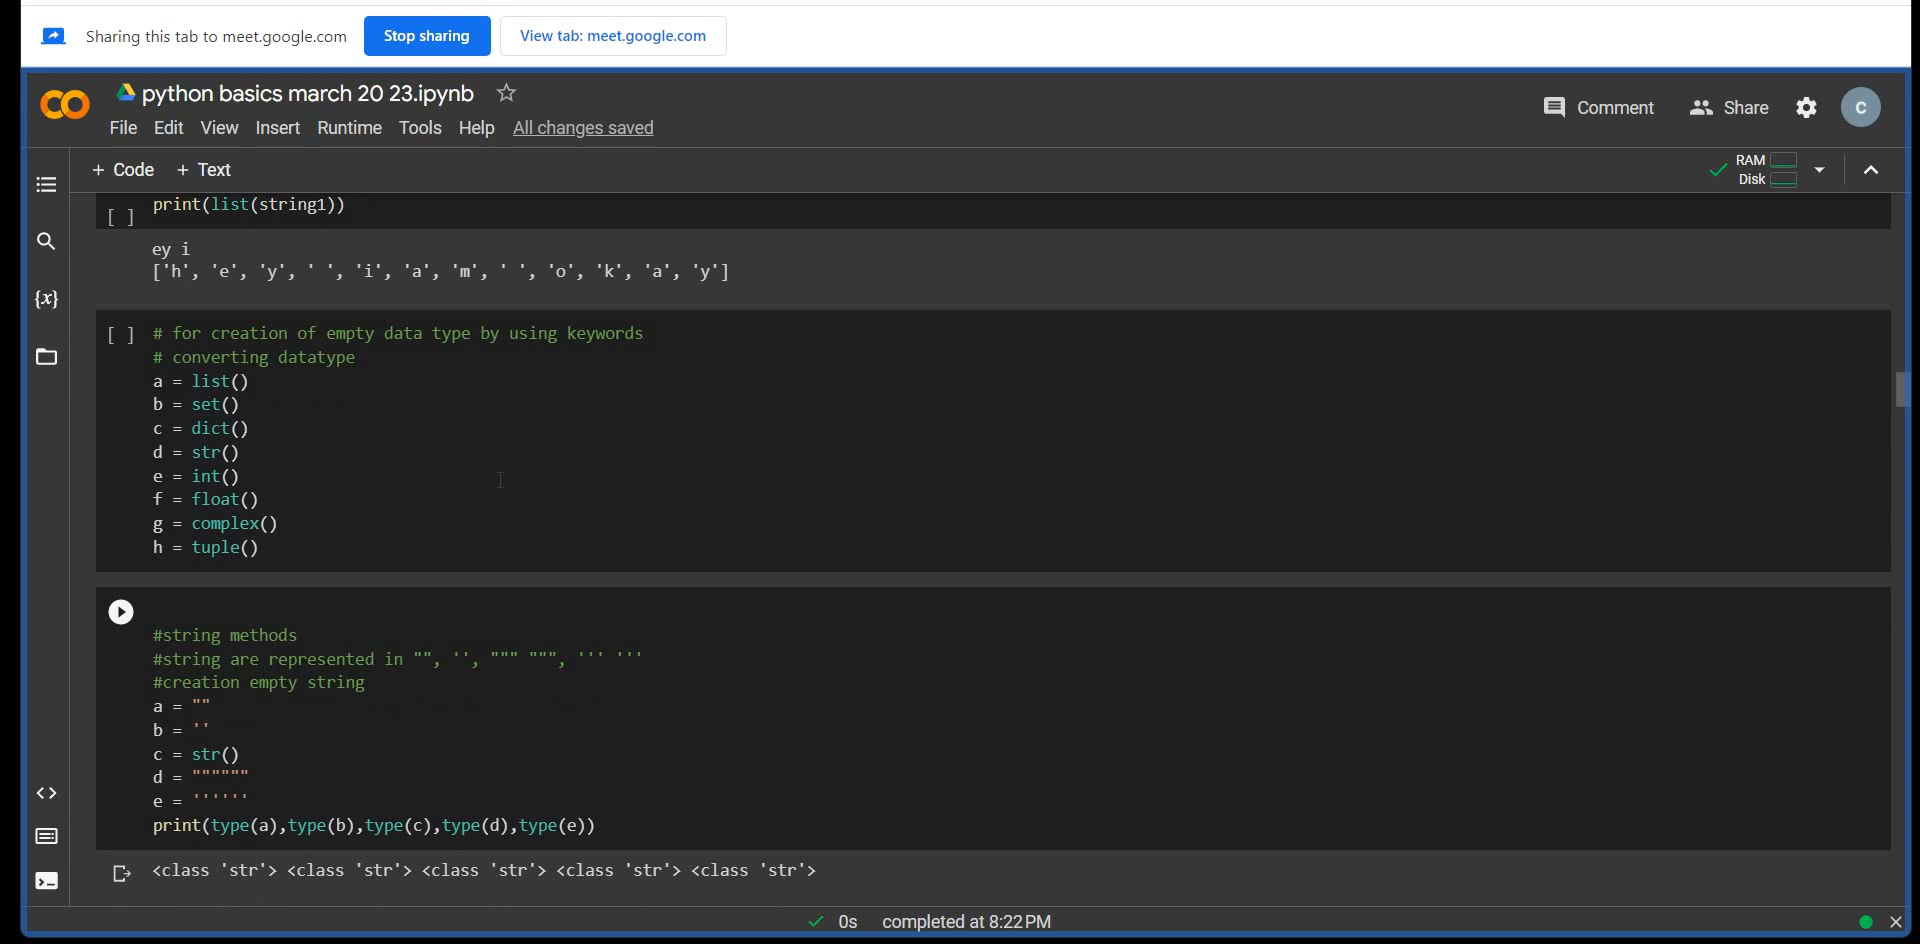 Sharing this tab to meet.google.com Stop sharing View tab: meet.google.com
python basics march 20 23.ipynb
Comment Share C
File Edit View Insert Runtime Tools Help All changes saved
+ Code + Text
RAM
Disk
print(list(string1))
[ ]
ey i
['h', 'e', 'y', ' ', 'i', 'a', 'm', ' ', 'o', 'k', 'a', 'y']
[ ] # for creation of empty data type by using keywords
# converting datatype
a = list()
b = set()
c = dict()
d = str()
e = int()
f = float()
g = complex()
h = tuple()
#string methods
#string are represented in "", '', """ """, ''' '''
#creation empty string
a = ""
b = ''
c = str()
d = """"""
e = ''''''
print(type(a),type(b),type(c),type(d),type(e))
<class 'str'> <class 'str'> <class 'str'> <class 'str'> <class 'str'>
0s completed at 8:22 PM